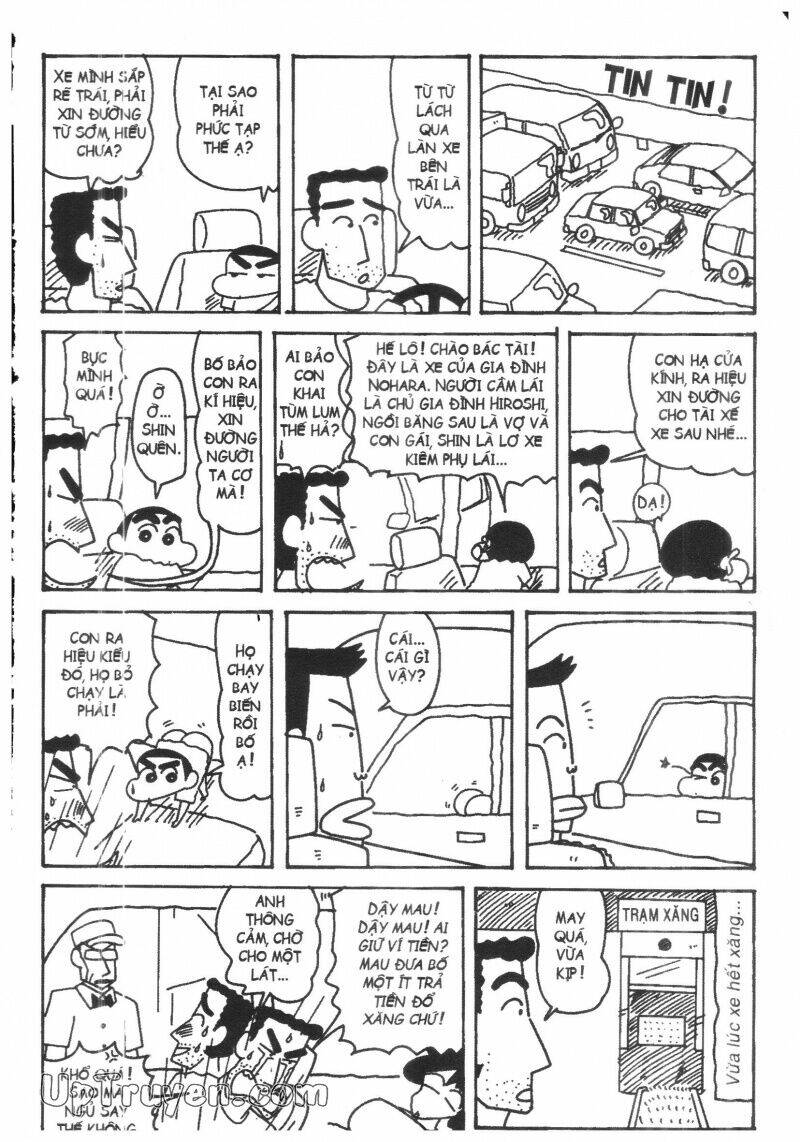 TIN TIN!
TỪ TỪ
LÁCH
QUA
LÀN XE
BÊN
TRÁI LÀ
VỪA...
TẠI SAO
PHẢI
PHỨC TẠP
THẾ Ạ?
XE MÌNH SẮP
RẼ TRÁI, PHẢI
XIN ĐƯỜNG
TỪ SỚM, HIỂU
CHƯA?
CON HẠ CỬA
KÍNH, RA HIỆU
XIN ĐƯỜNG
CHO TÀI XẾ
XE SAU NHÉ...
DẠ!
HẾ LÔ! CHÀO BÁC TÀI!
ĐÂY LÀ XE CỦA GIA ĐÌNH
NOHARA. NGƯỜI CẦM LÁI
LÀ CHỦ GIA ĐÌNH HIROSHI,
NGỒI BĂNG SAU LÀ VỢ VÀ
CON GÁI, SHIN LÀ LƠ XE
KIÊM PHỤ LÁI...
AI BẢO
CON
KHAI
TÙM LUM
THẾ HẢ?
BỐ BẢO
CON RA
KÍ HIỆU,
XIN
ĐƯỜNG
NGƯỜI
TA CƠ
MÀ!
Ờ
Ờ...
SHIN
QUÊN.
BỰC
MÌNH
QUÁ!
CÁI...
CÁI GÌ
VẬY?
HỌ
CHẠY
BAY
BIẾN
RỒI
BỐ
Ạ!
CON RA
HIỆU KIỂU
ĐÓ, HỌ BỎ
CHẠY LÀ
PHẢI!
Vừa lúc xe hết xăng...
TRẠM XĂNG
MAY
QUÁ,
VỪA
KỊP!
DẬY MAU!
DẬY MAU! AI
GIỮ VÍ TIỀN?
MAU ĐƯA BỐ
MỘT ÍT TRẢ
TIỀN ĐỔ
XĂNG CHỨ!
ANH
THÔNG
CẢM, CHỜ
CHO MỘT
LÁT...
KHỔ QUÁ!
SAO MÀ
NGỦ SAY
THẾ KHÔNG
UpTruyen.com